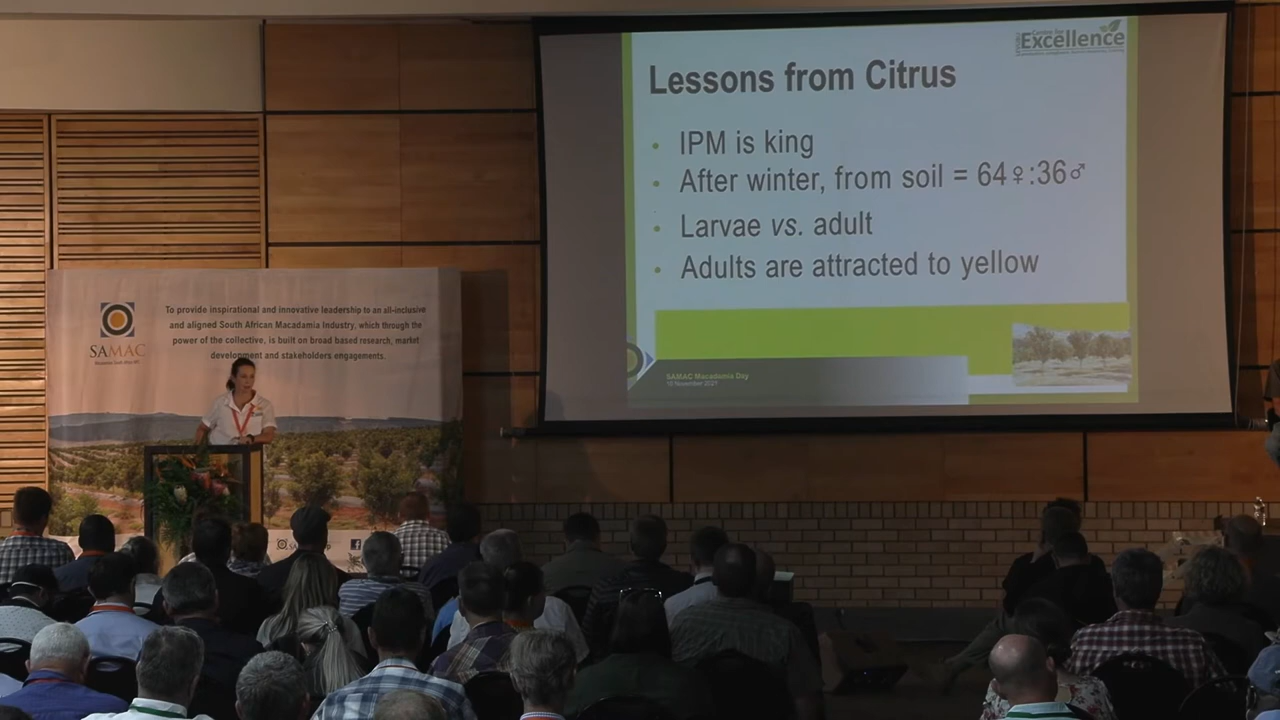 Excellence
Lessons from Citrus
• IPM is king
• After winter, from soil = 64♀:36♂
• Larvae vs. adult
• Adults are attracted to yellow
SAMAC Macadamia Day
10 November 2021
To provide inspirational and innovative leadership to an all-inclusive
and aligned South African Macadamia Industry, which through the
power of the collective, is built on broad based research, market
development and stakeholders engagements.
SAMAC